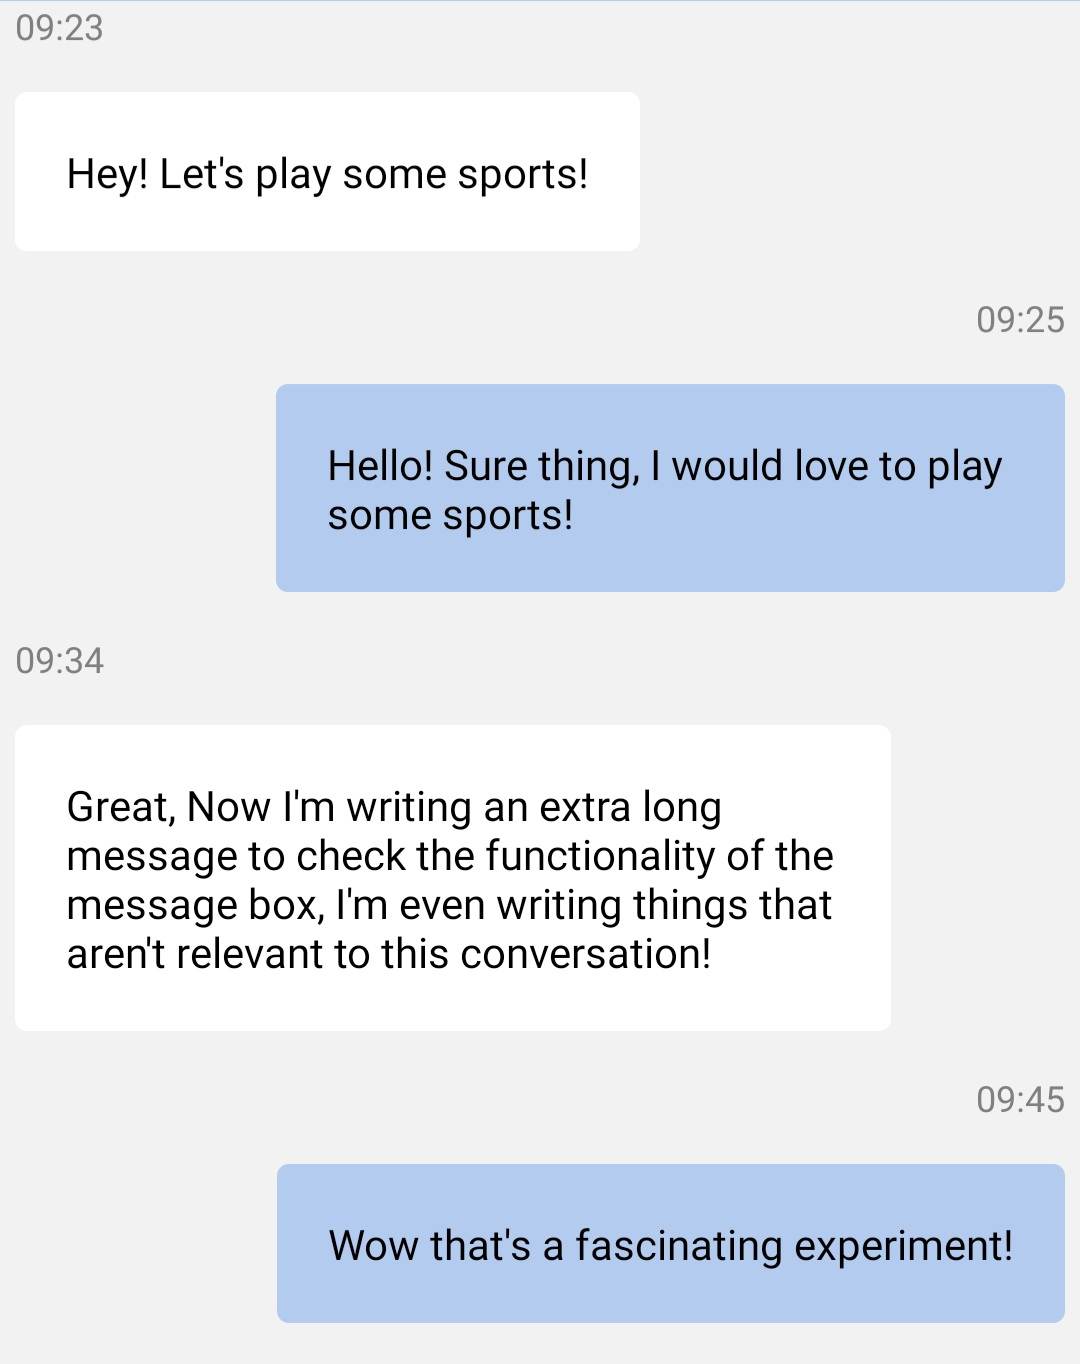 09:23
Hey! Let's play some sports!
09:25
Hello! Sure thing, I would love to play
some sports!
09:34
Great, Now I'm writing an extra long
message to check the functionality of the
message box, I'm even writing things that
aren't relevant to this conversation!
09:45
Wow that's a fascinating experiment!